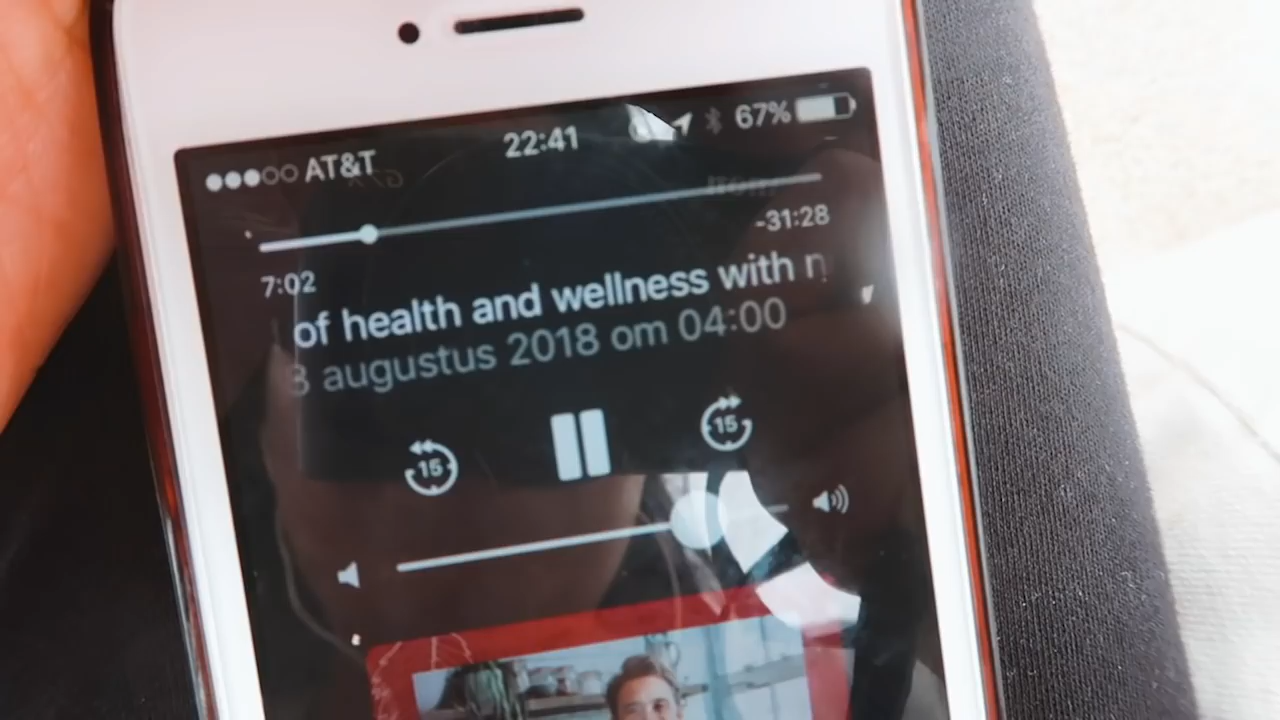 AT&T 22:41 67%
-31:28
7:02
of health and wellness with
augustus 2018 om 04:00
15 15